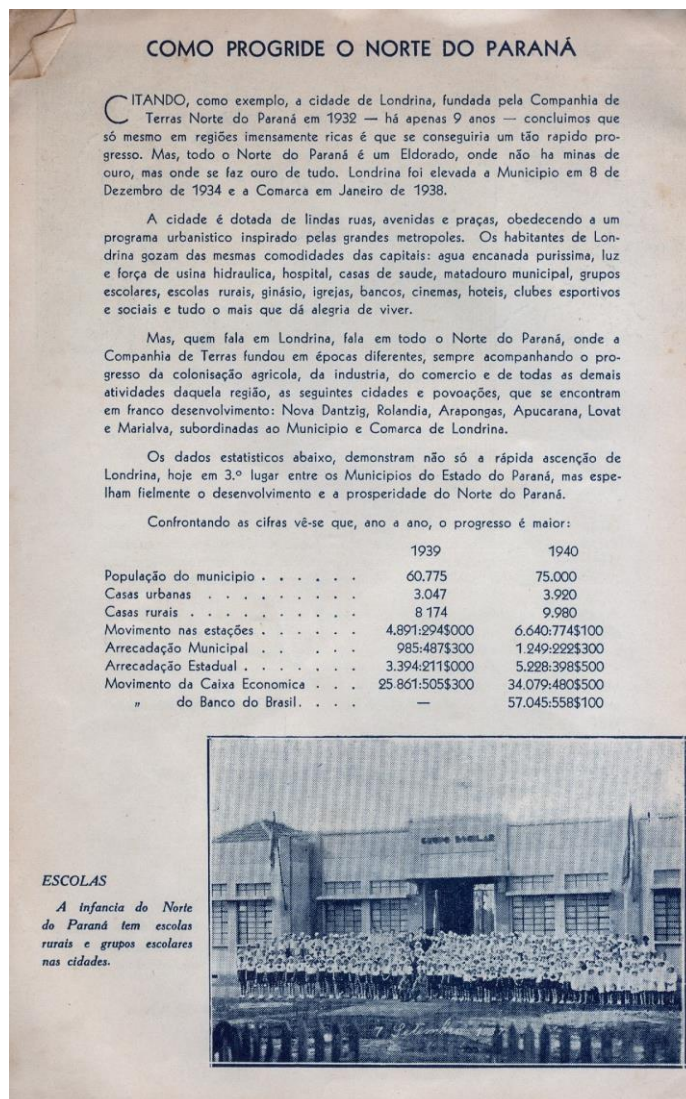 COMO PROGRIDE O NORTE DO PARANÁ
CITANDO, como exemplo, a cidade de Londrina, fundada pela Companhia de
Terras Norte do Paraná em 1932 — há apenas 9 anos — concluimos que
só mesmo em regiões imensamente ricas é que se conseguiria um tão rapido pro-
gresso. Mas, todo o Norte do Paraná é um Eldorado, onde não ha minas de
ouro, mas onde se faz ouro de tudo. Londrina foi elevada a Municipio em 8 de
Dezembro de 1934 e a Comarca em Janeiro de 1938.
A cidade é dotada de lindas ruas, avenidas e praças, obedecendo a um
programa urbanistico inspirado pelas grandes metropoles. Os habitantes de Lon-
drina gozam das mesmas comodidades das capitais: agua encanada purissima, luz
e força de usina hidraulica, hospital, casas de saude, matadouro municipal, grupos
escolares, escolas rurais, ginásio, igrejas, bancos, cinemas, hoteis, clubes esportivos
e sociais e tudo o mais que dá alegria de viver.
Mas, quem fala em Londrina, fala em todo o Norte do Paraná, onde a
Companhia de Terras fundou em épocas diferentes, sempre acompanhando o pro-
gresso da colonisação agricola, da industria, do comercio e de todas as demais
atividades daquela região, as seguintes cidades e povoações, que se encontram
em franco desenvolvimento: Nova Dantzig, Rolandia, Arapongas, Apucarana, Lovat
e Marialva, subordinadas ao Municipio e Comarca de Londrina.
Os dados estatisticos abaixo, demonstram não só a rápida ascenção de
Londrina, hoje em 3.º lugar entre os Municipios do Estado do Paraná, mas espe-
lham fielmente o desenvolvimento e a prosperidade do Norte do Paraná.
Confrontando as cifras vê-se que, ano a ano, o progresso é maior:
1939 1940
População do municipio . . . . . . 60.775 75.000
Casas urbanas . . . . . . . . . 3.047 3.920
Casas rurais . . . . . . . . . . 8 174 9.980
Movimento nas estações . . . . . . 4.891:294$000 6.640:774$100
Arrecadação Municipal . . . . . 985:487$300 1.249:222$300
Arrecadação Estadual . . . . . . . 3.394:211$000 5.228:398$500
Movimento da Caixa Economica . . . 25.861:505$300 34.079:480$500
„ do Banco do Brasil. . . . — 57.045:558$100
GRUPO ESCOLAR
ESCOLAS
A infancia do Norte
do Paraná tem escolas
rurais e grupos escolares
nas cidades.